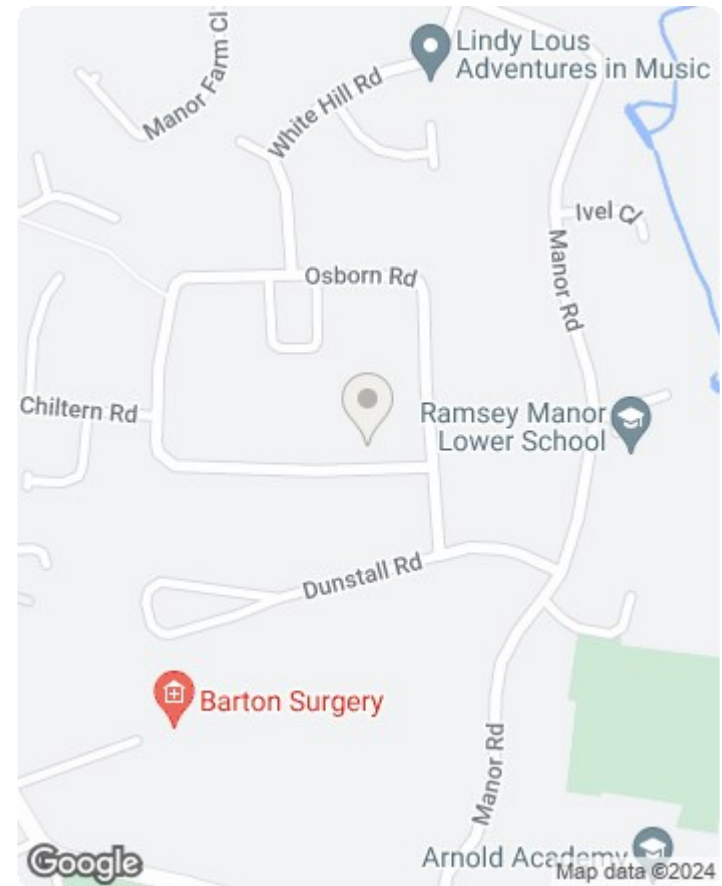 Manor Farm Cl
Lindy Lous
Adventures in Music
White Hill Rd
Ivel Cl
Manor Rd
Osborn Rd
Chiltern Rd
Ramsey Manor
Lower School
Dunstall Rd
Barton Surgery
Manor Rd
Arnold Academy
Google
Map data ©2024